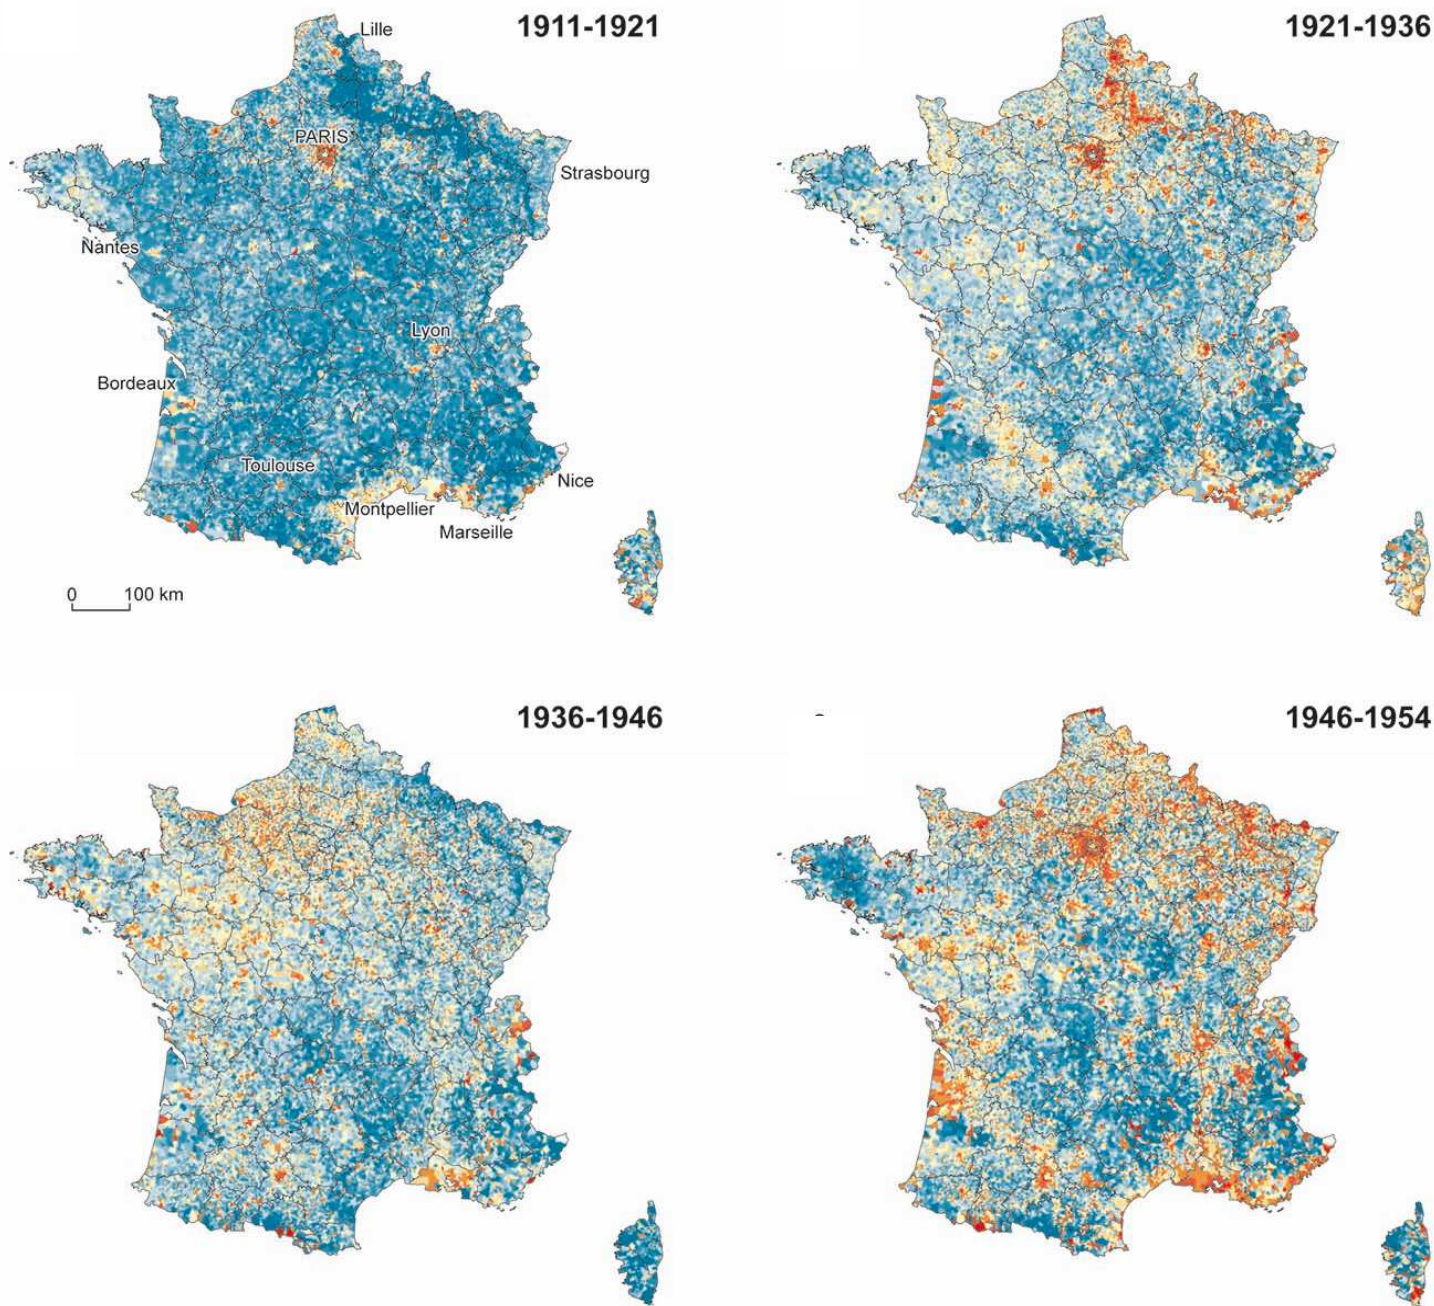 1911-1921
1921-1936
Lille
PARIS
Strasbourg
Nantes
Lyon
Bordeaux
Toulouse
Nice
Montpellier
Marseille
0 100 km
1936-1946
1946-1954